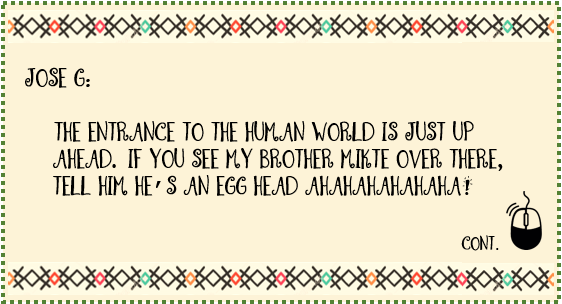 JOSE G:
THE ENTRANCE TO THE HUMAN WORLD IS JUST UP
AHEAD. IF YOU SEE MY BROTHER MIKTE OVER THERE,
TELL HIM HE'S AN EGG HEAD AHAHAHAHAHAHA!
CONT.